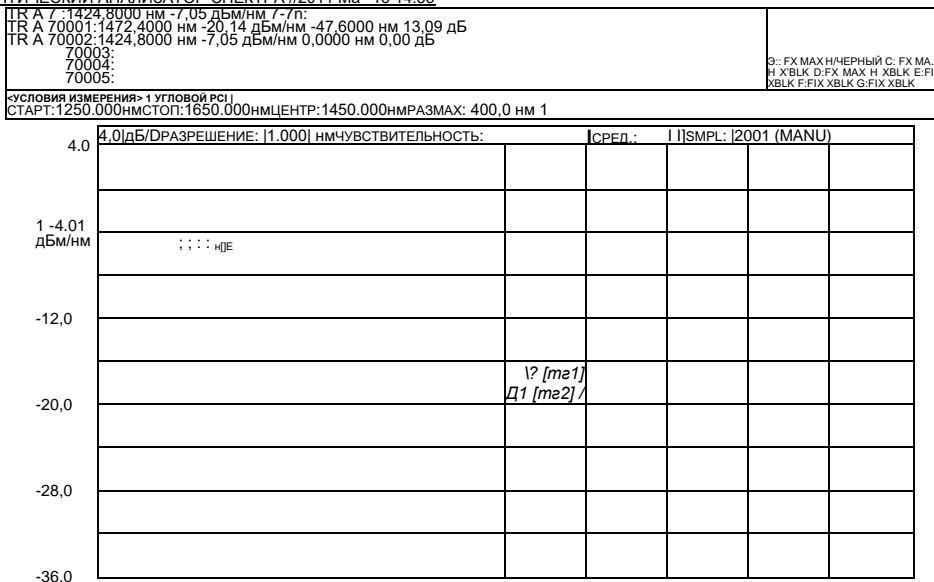 TR A 7 :1424,8000 нм -7,05 дБм/нм 7-7n:
TR A 70001:1472,4000 нм -20,14 дБм/нм -47,6000 нм 13,09 дБ
TR A 70002:1424,8000 нм -7,05 дБм/нм 0,0000 нм 0,00 дБ
70003:
70004:
70005:
Э:: FX MAX Н/ЧЕРНЫЙ C: FX MA.
H X'BLK D:FX MAX H XBLK E:FI
XBLK F:FIX XBLK G:FIX XBLK
<УСЛОВИЯ ИЗМЕРЕНИЯ> 1 УГЛОВОЙ PCI |
СТАРТ:1250.000нмСТОП:1650.000нмЦЕНТР:1450.000нмРАЗМАХ: 400,0 нм 1
4,0|дБ/DРАЗРЕШЕНИЕ: |1.000| нмЧУВСТВИТЕЛЬНОСТЬ: [СРЕД.: I I]SMPL: |2001 (MANU)
4.0
1 -4.01
дБм/нм
; ; : : н[]Е
-12,0
\? [тг1]
Д1 [тг2] /
-20,0
-28,0
-36.0